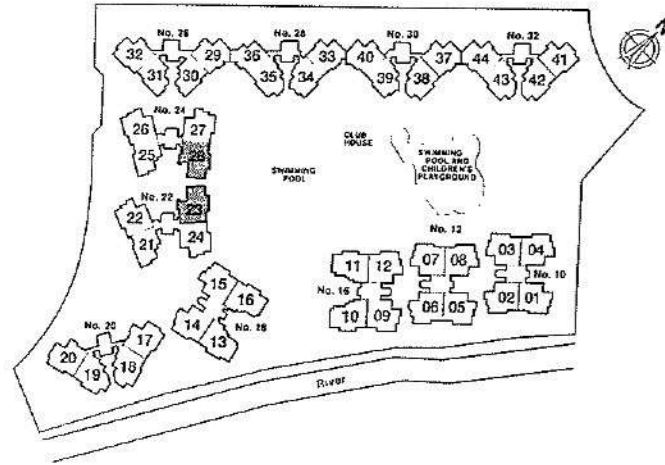 No. 26
No. 28
No. 30
No. 32
32
31
30
29
36
35
34
33
40
39
38
37
44
43
42
41
No. 24
26
25
27
28
CLUB
HOUSE
SWIMMING
POOL
SWIMMING
POOL AND
CHILDREN'S
PLAYGROUND
No. 22
22
21
23
24
No. 12
11
12
07
08
03
04
No. 16
No. 10
10
09
06
05
02
01
15
16
14
13
No. 20
20
19
18
17
River